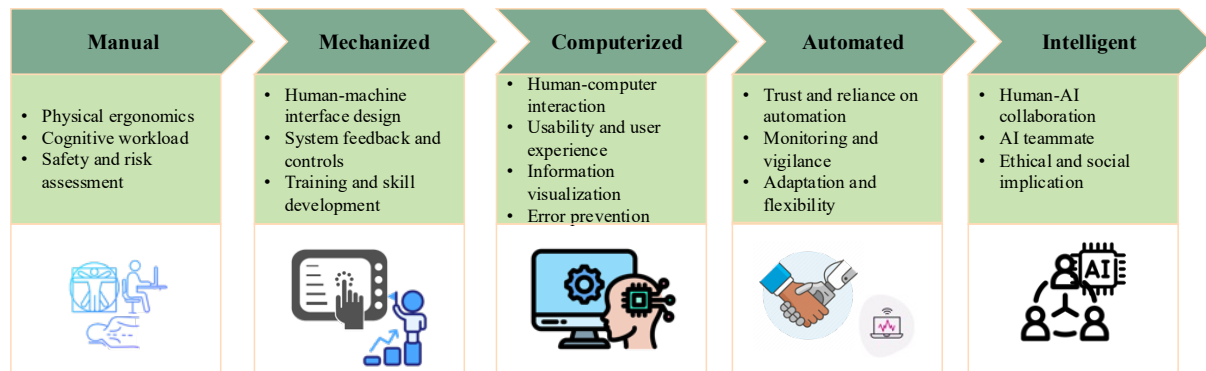 Manual
Mechanized
Computerized
Automated
Intelligent
• Physical ergonomics
• Cognitive workload
• Safety and risk
assessment
• Human-machine
interface design
• System feedback and
controls
• Training and skill
development
• Human-computer
interaction
• Usability and user
experience
• Information
visualization
• Error prevention
• Trust and reliance on
automation
• Monitoring and
vigilance
• Adaptation and
flexibility
• Human-AI
collaboration
• AI teammate
• Ethical and social
implication
AI